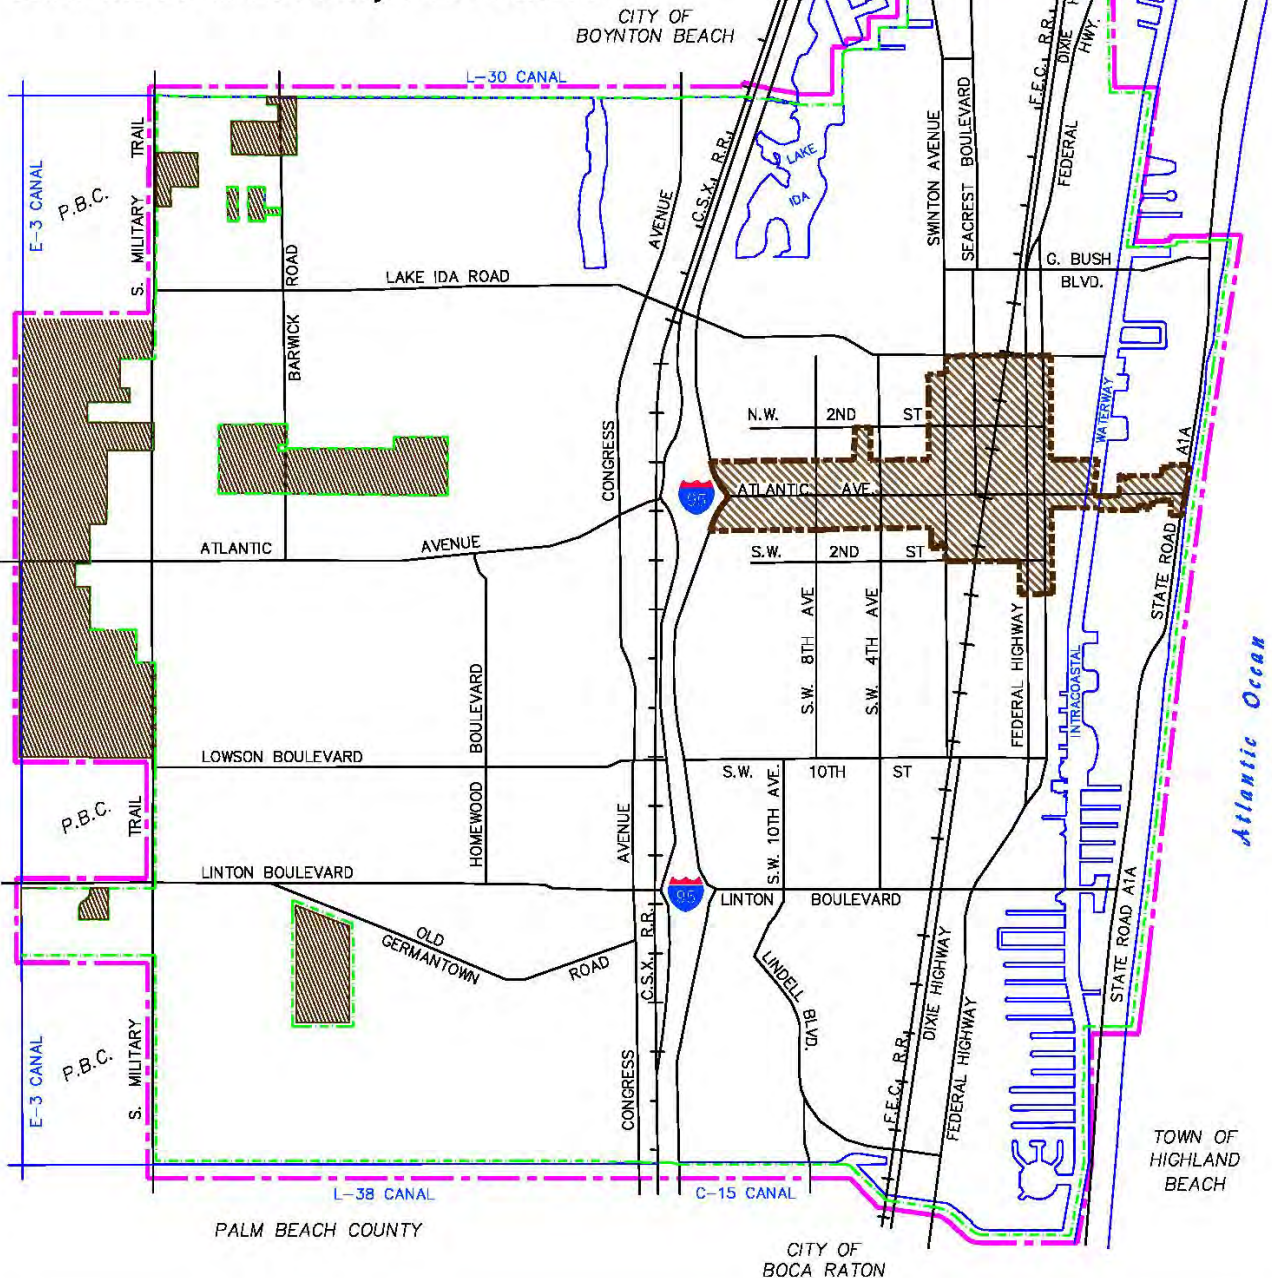 CITY OF
BOYNTON BEACH
L-30 CANAL
F.E.C. R.R.
DIXIE
HWY.
FEDERAL
SWINTON AVENUE
SEACREST BOULEVARD
E-3 CANAL
P.B.C.
S. MILITARY TRAIL
LAKE
IDA
C.S.X. R.R.
AVENUE
G. BUSH
BLVD.
ROAD
LAKE IDA ROAD
BARWICK
N.W. 2ND ST
WATERWAY
A1A
CONGRESS
95
ATLANTIC AVE.
ATLANTIC AVENUE
S.W. 2ND ST
STATE ROAD
S.W. 8TH AVE
S.W. 4TH AVE
FEDERAL HIGHWAY
INTRACOASTAL
Atlantic Ocean
BOULEVARD
LOWSON BOULEVARD
S.W. 10TH ST
P.B.C.
TRAIL
HOMEWOOD
AVENUE
S.W. 10TH AVE.
LINTON BOULEVARD
95
LINTON BOULEVARD
STATE ROAD A1A
OLD
GERMANTOWN
ROAD
C.S.X. R.R.
LINDELL BLVD.
DIXIE HIGHWAY
FEDERAL HIGHWAY
F.E.C. R.R.
E-3 CANAL
P.B.C.
S. MILITARY
CONGRESS
TOWN OF
HIGHLAND
BEACH
L-38 CANAL
C-15 CANAL
PALM BEACH COUNTY
CITY OF
BOCA RATON